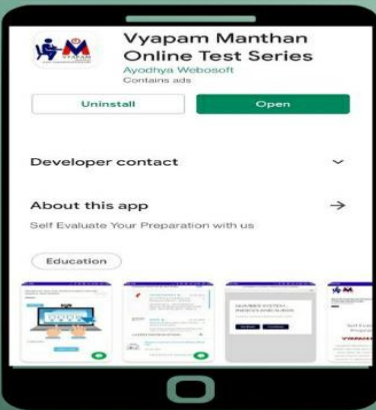 Vyapam Manthan
Online Test Series
Ayodhya Webosoft
Contains ads
Uninstall
Open
Developer contact
About this app
Self Evaluate Your Preparation with us
Education